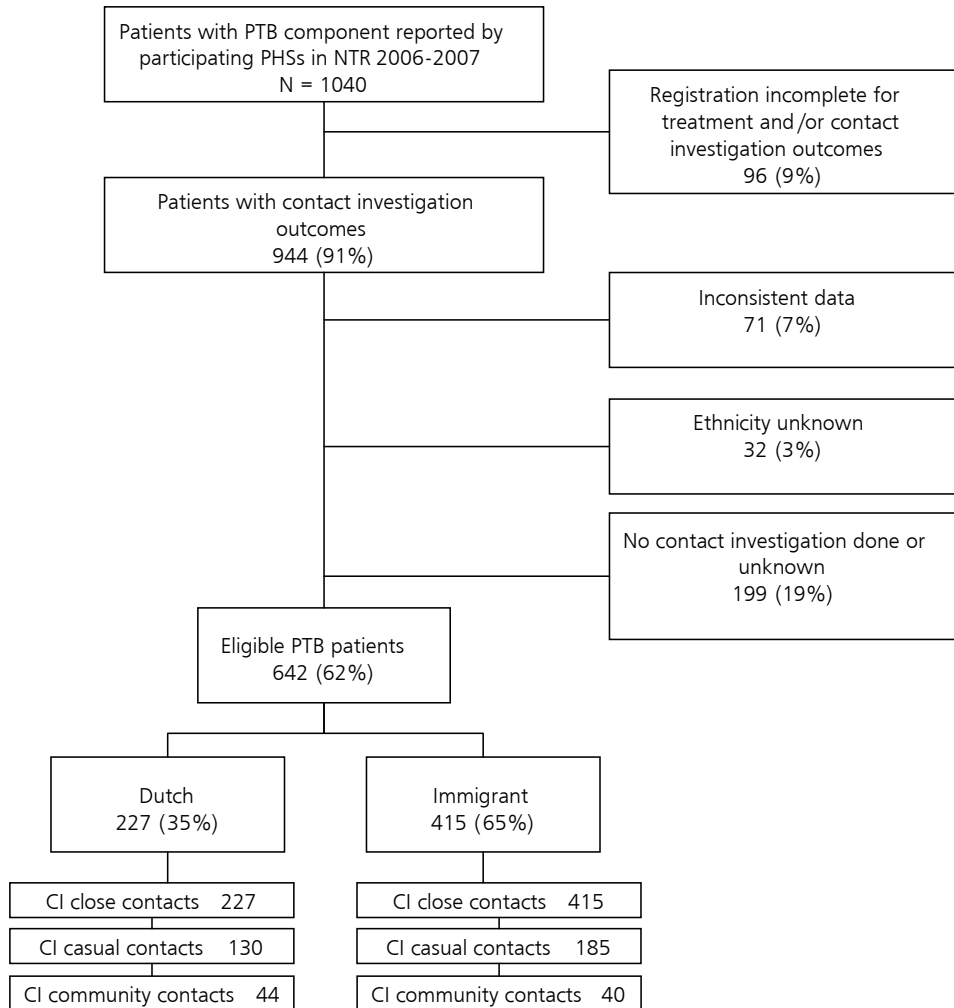 Patients with PTB component reported by
participating PHSs in NTR 2006-2007
N = 1040
Registration incomplete for
treatment and/or contact
investigation outcomes
96 (9%)
Patients with contact investigation
outcomes
944 (91%)
Inconsistent data
71 (7%)
Ethnicity unknown
32 (3%)
No contact investigation done or
unknown
199 (19%)
Eligible PTB patients
642 (62%)
Dutch
227 (35%)
Immigrant
415 (65%)
CI close contacts 227
CI close contacts 415
CI casual contacts 130
CI casual contacts 185
CI community contacts 44
CI community contacts 40